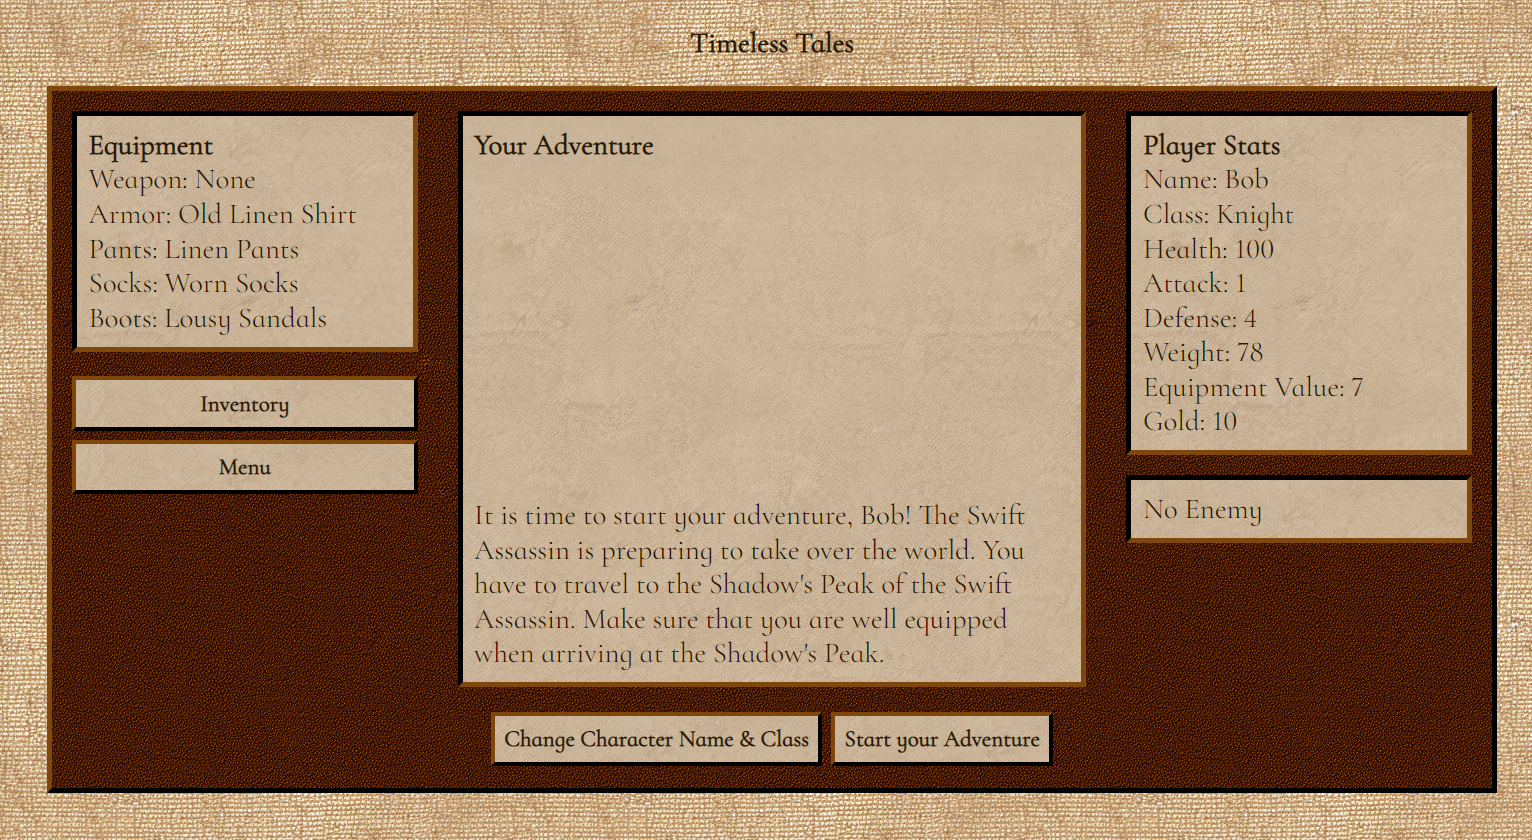 Timeless Tales
Equipment
Weapon: None
Armor: Old Linen Shirt
Pants: Linen Pants
Socks: Worn Socks
Boots: Lousy Sandals
Inventory
Menu
Your Adventure
It is time to start your adventure, Bob! The Swift
Assassin is preparing to take over the world. You
have to travel to the Shadow's Peak of the Swift
Assassin. Make sure that you are well equipped
when arriving at the Shadow's Peak.
Change Character Name & Class
Start your Adventure
Player Stats
Name: Bob
Class: Knight
Health: 100
Attack: 1
Defense: 4
Weight: 78
Equipment Value: 7
Gold: 10
No Enemy